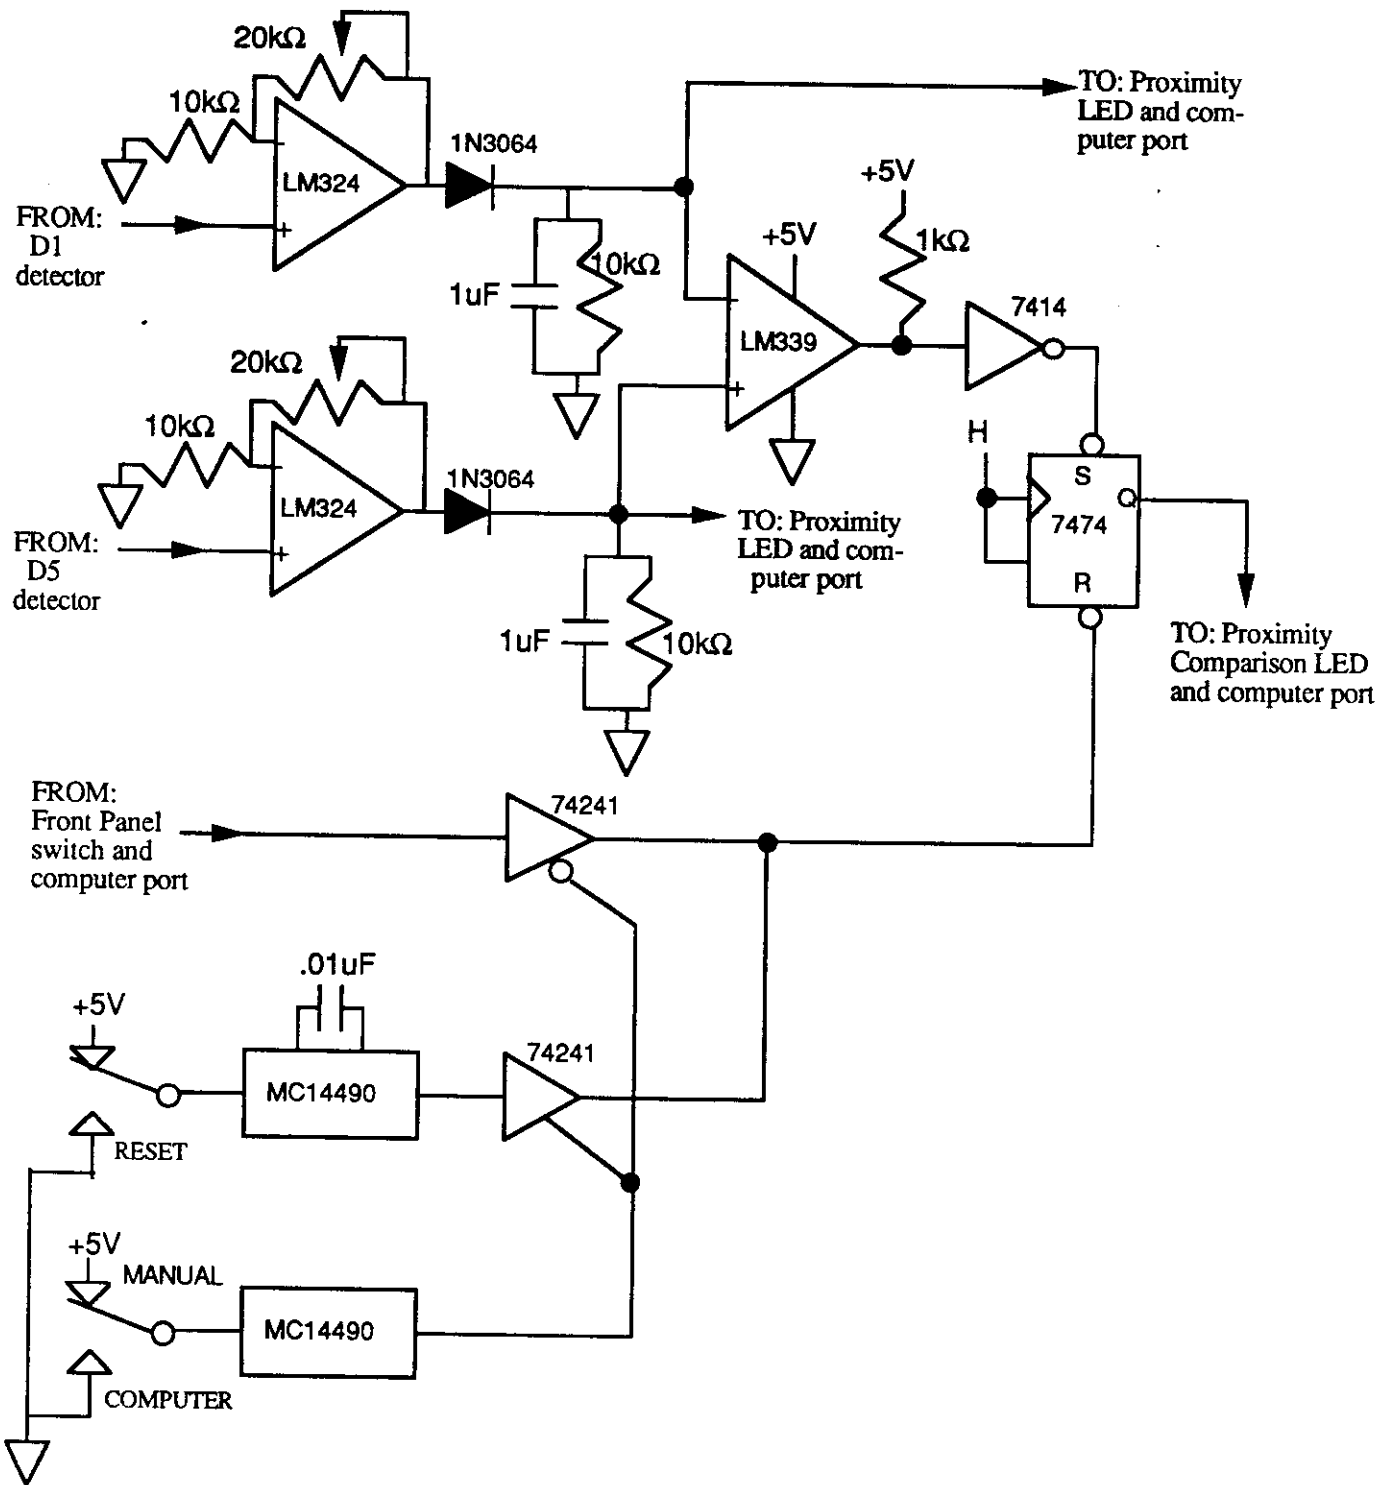 20kΩ
10kΩ
1N3064
LM324
-
+
FROM:
D1
detector
TO: Proximity
LED and com-
puter port
+5V
1kΩ
+5V
10kΩ
1uF
-
LM339
+
7414
20kΩ
10kΩ
1N3064
-
LM324
+
FROM:
D5
detector
TO: Proximity
LED and com-
puter port
1uF
10kΩ
H
S
Q
7474
R
TO: Proximity
Comparison LED
and computer port
FROM:
Front Panel
switch and
computer port
74241
.01uF
+5V
MC14490
74241
RESET
+5V
MANUAL
MC14490
COMPUTER